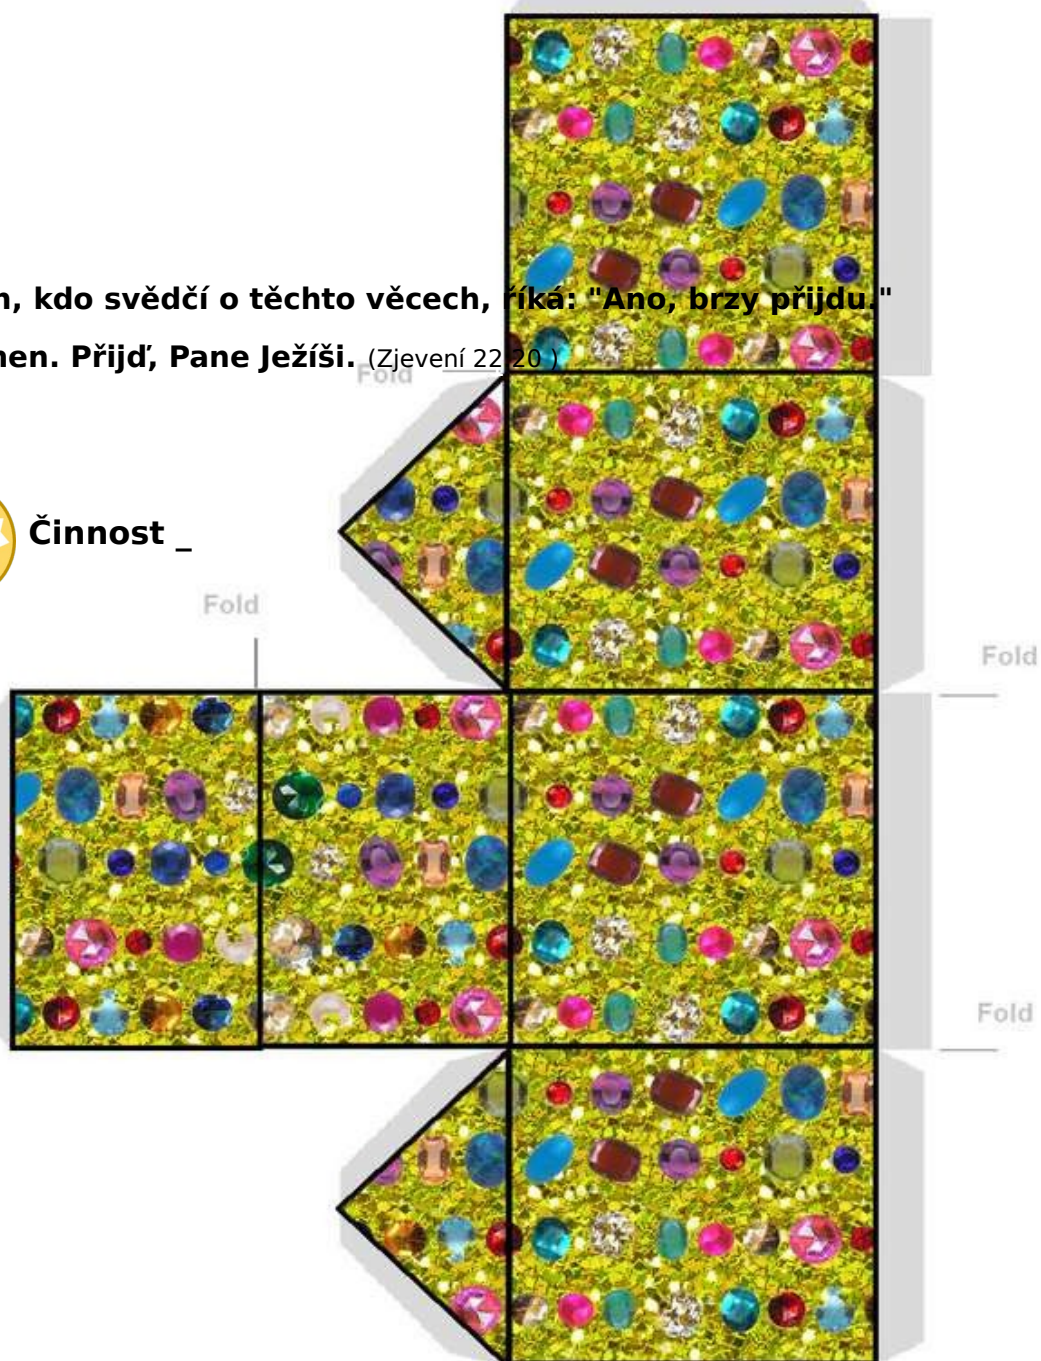 kdo svědčí o těchto věcech, říká: "Ano, brzy přijdu."
Přijď, Pane Ježíši. (Zjevení 22 20 )
Fold
Činnost _
Fold
Fold
Fold